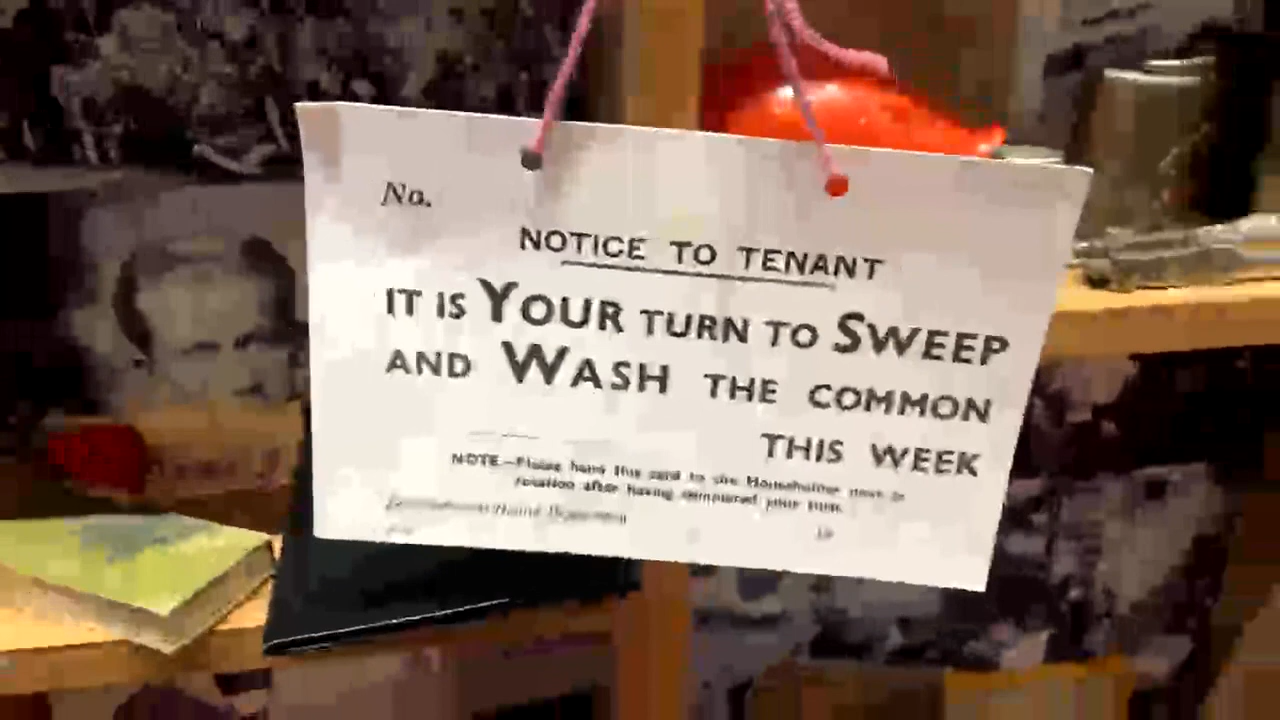 No.
NOTICE TO TENANT
IT IS YOUR TURN TO SWEEP
AND WASH THE COMMON
THIS WEEK
NOTE.—Please hand this card to the Householder next in
rotation after having completed your turn.